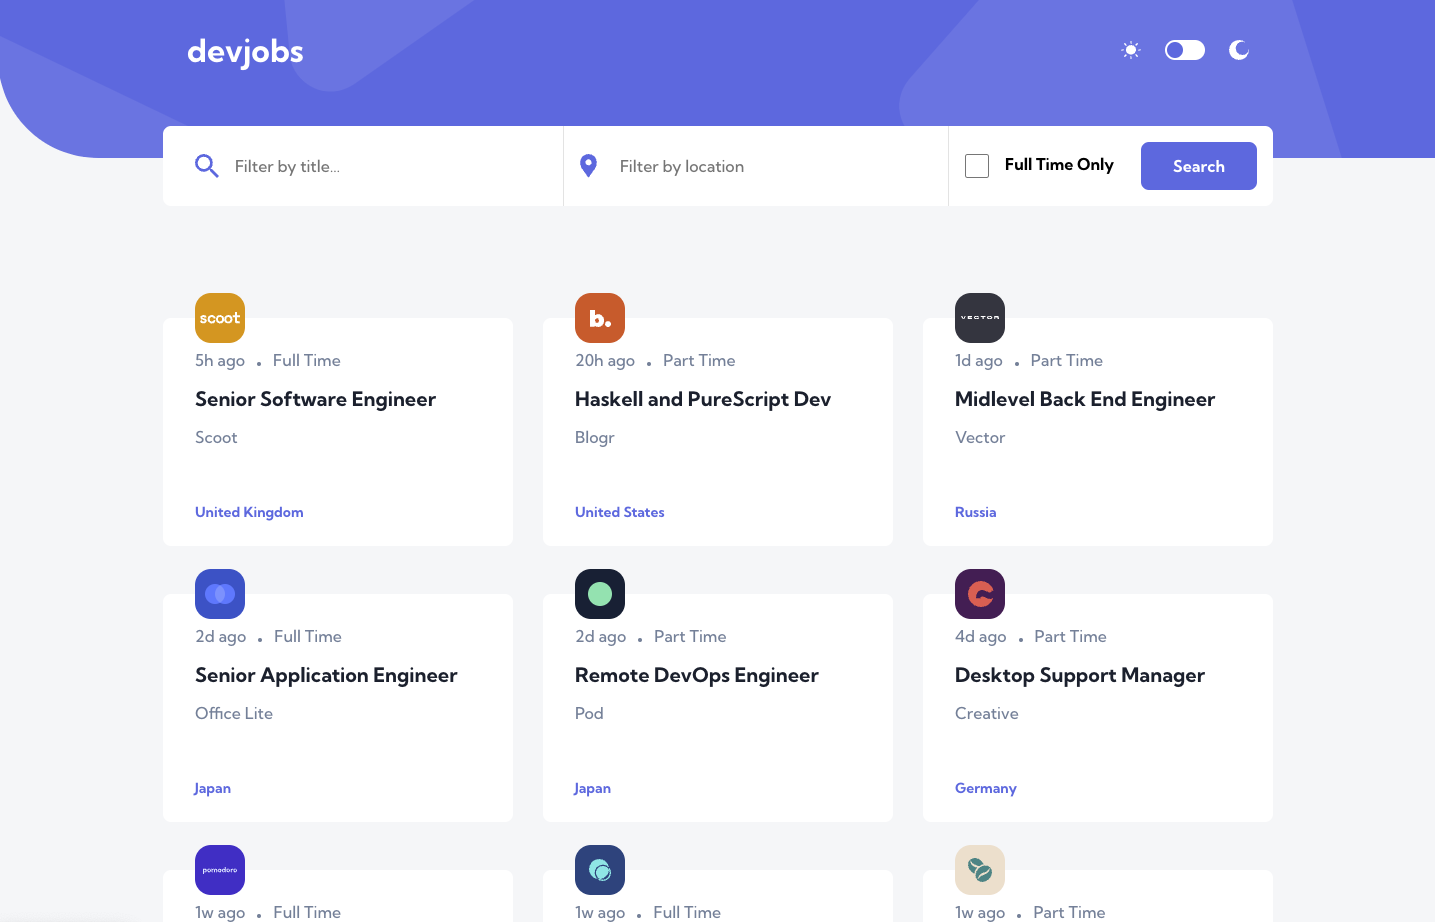 devjobs
Filter by title...
Filter by location
Full Time Only
Search
scoot
5h ago . Full Time
Senior Software Engineer
Scoot
United Kingdom
b.
20h ago . Part Time
Haskell and PureScript Dev
Blogr
United States
VECTOR
1d ago . Part Time
Midlevel Back End Engineer
Vector
Russia
2d ago . Full Time
Senior Application Engineer
Office Lite
Japan
2d ago . Part Time
Remote DevOps Engineer
Pod
Japan
4d ago . Part Time
Desktop Support Manager
Creative
Germany
pomodoro
1w ago . Full Time
1w ago . Full Time
1w ago . Part Time